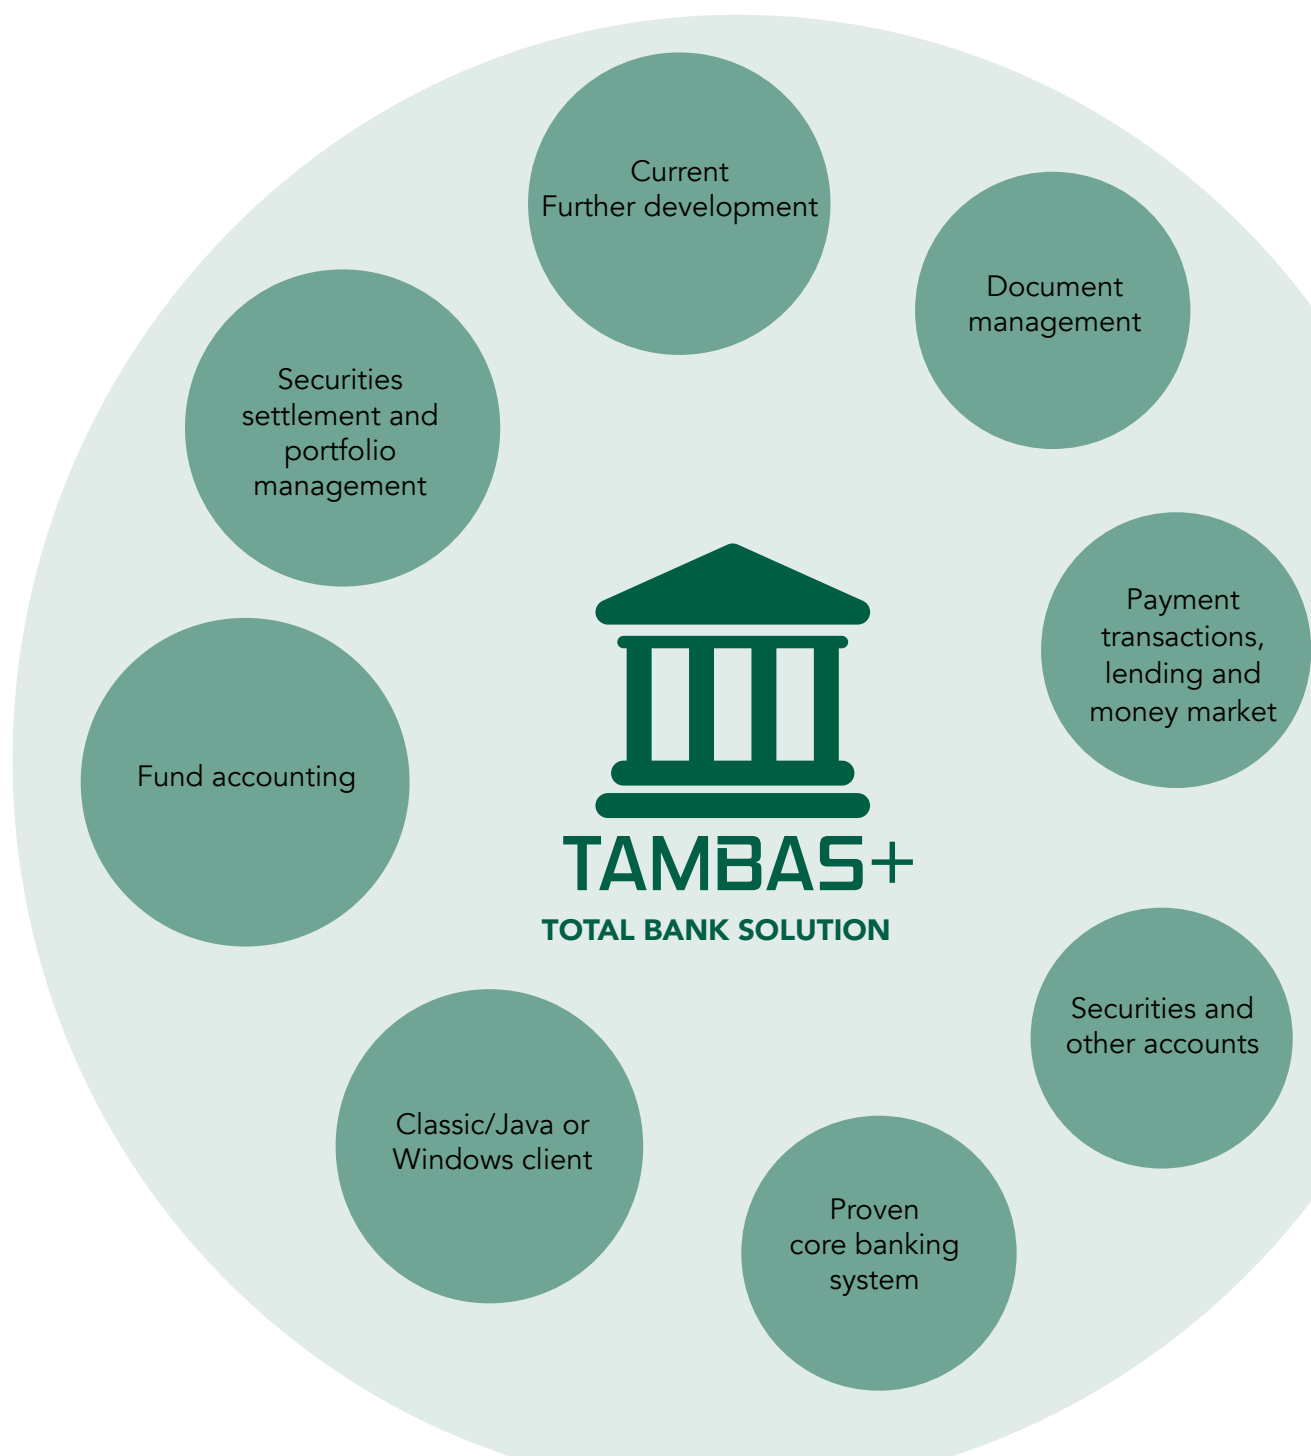 Current
Further development
Document
management
Securities
settlement and
portfolio
management
Payment
transactions,
lending and
money market
Fund accounting
TAMBAS+
TOTAL BANK SOLUTION
Securities and
other accounts
Classic/Java or
Windows client
Proven
core banking
system